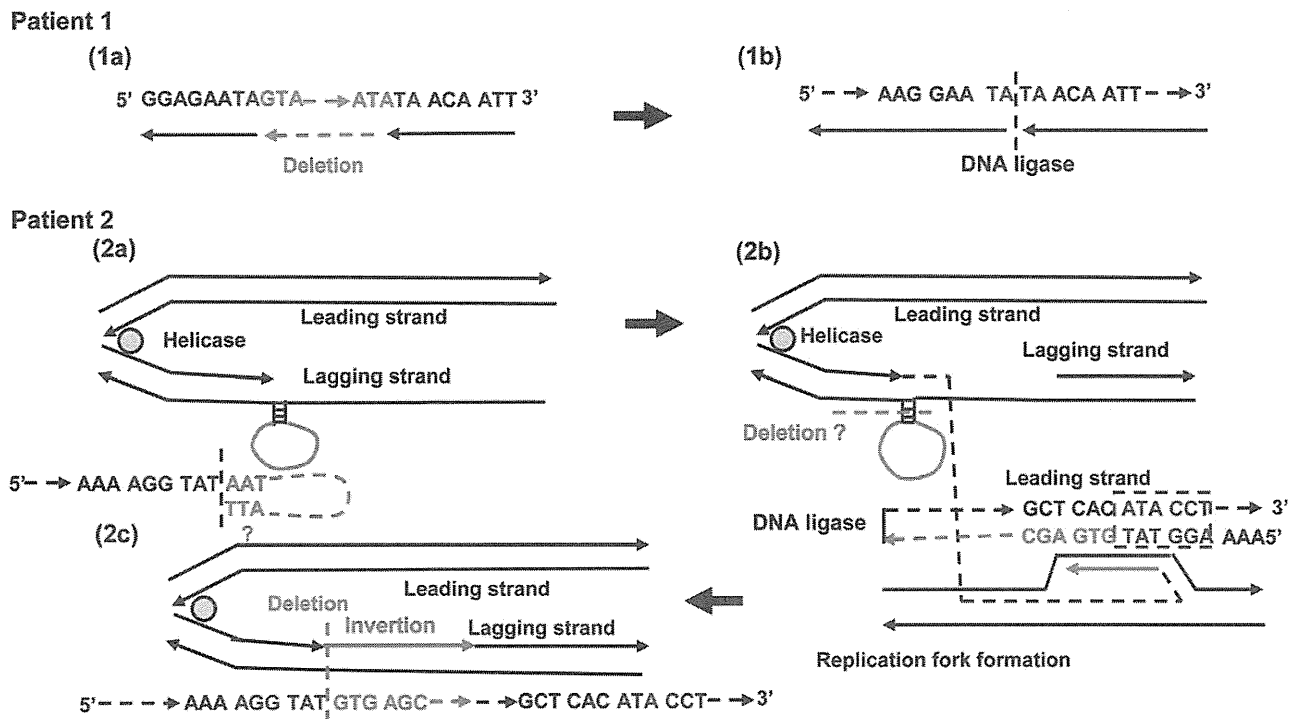 Patient 1
(1a)
5' GGAGAATAGTA ATATA ACA ATT 3'
Deletion
(1b)
5' AAG GAA TA TA ACA ATT 3'
DNA ligase
Patient 2
(2a)
Leading strand
Helicase
Lagging strand
5' AAA AGG TAT AAT
TTA
?
(2b)
Leading strand
Helicase
Lagging strand
Deletion ?
Leading strand
GCT CAC ATA CCT 3'
DNA ligase
CGA GTG TAT GGA AAA5'
Replication fork formation
(2c)
Leading strand
Deletion
Invertion
Lagging strand
5' AAA AGG TAT GTG AGC GCT CAC ATA CCT 3'